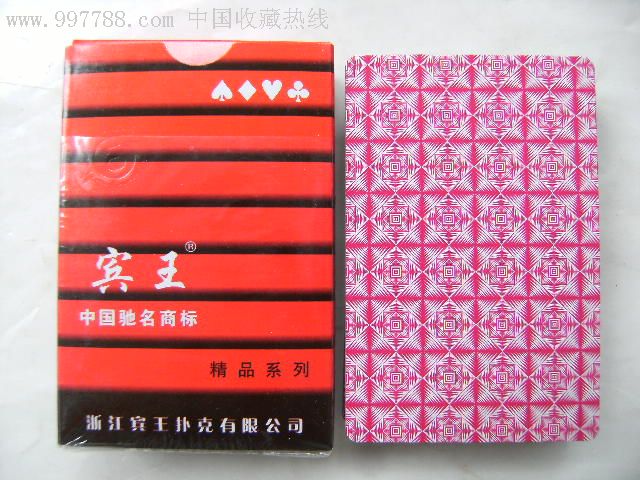 www.997788.com 中国收藏热线
宾王®
中国驰名商标
精品系列
浙江宾王扑克有限公司